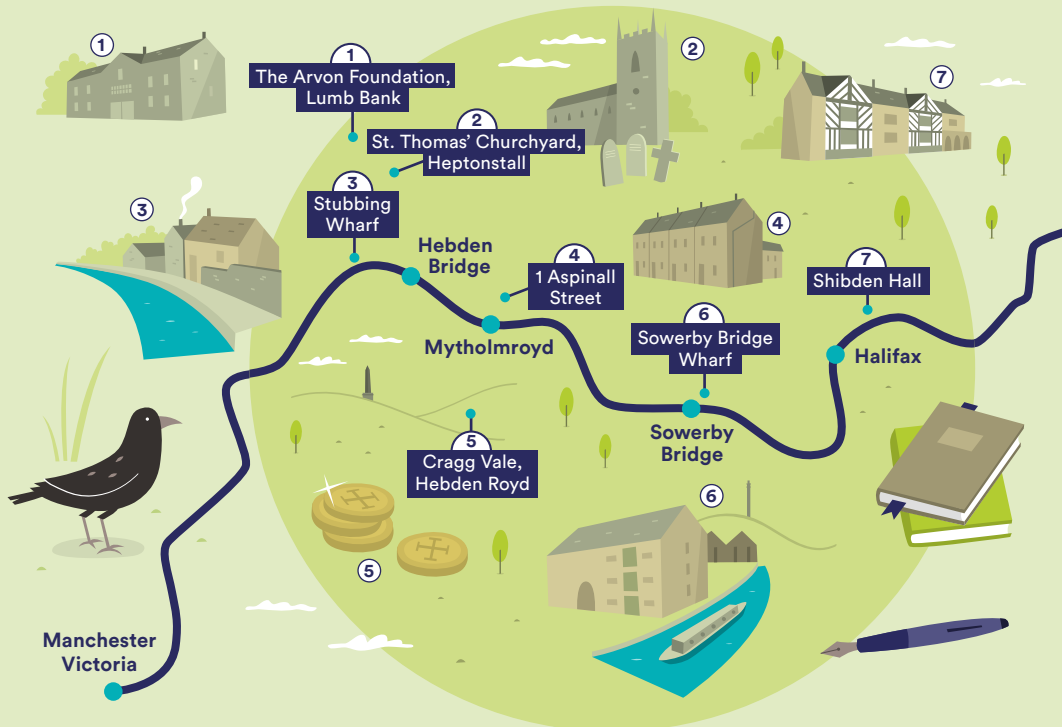 1
1
The Arvon Foundation,
Lumb Bank
2
St. Thomas’ Churchyard,
Heptonstall
2
7
3
3
Stubbing
Wharf
Hebden
Bridge
4
1 Aspinall
Street
4
7
Shibden Hall
Mytholmroyd
6
Sowerby Bridge
Wharf
Halifax
Sowerby
Bridge
5
Cragg Vale,
Hebden Royd
5
6
Manchester
Victoria